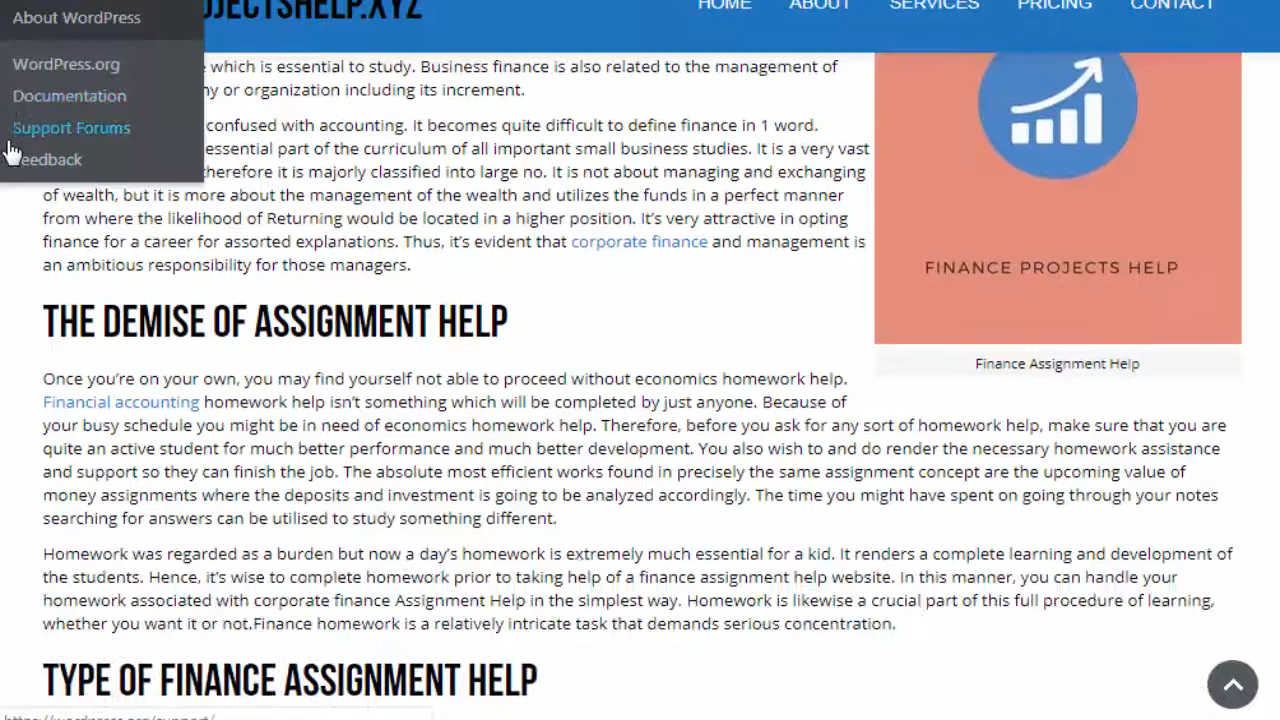 About WordPress
WordPress.org
Documentation
Support Forums
Feedback
OJECTSHELP.XYZ
HOME ABOUT SERVICES PRICING CONTACT
which is essential to study. Business finance is also related to the management of
ny or organization including its increment.
confused with accounting. It becomes quite difficult to define finance in 1 word.
essential part of the curriculum of all important small business studies. It is a very vast
herefore it is majorly classified into large no. It is not about managing and exchanging
of wealth, but it is more about the management of the wealth and utilizes the funds in a perfect manner
from where the likelihood of Returning would be located in a higher position. It’s very attractive in opting
finance for a career for assorted explanations. Thus, it’s evident that corporate finance and management is
an ambitious responsibility for those managers.
FINANCE PROJECTS HELP
Finance Assignment Help
THE DEMISE OF ASSIGNMENT HELP
Once you’re on your own, you may find yourself not able to proceed without economics homework help.
Financial accounting homework help isn’t something which will be completed by just anyone. Because of
your busy schedule you might be in need of economics homework help. Therefore, before you ask for any sort of homework help, make sure that you are
quite an active student for much better performance and much better development. You also wish to and do render the necessary homework assistance
and support so they can finish the job. The absolute most efficient works found in precisely the same assignment concept are the upcoming value of
money assignments where the deposits and investment is going to be analyzed accordingly. The time you might have spent on going through your notes
searching for answers can be utilised to study something different.
Homework was regarded as a burden but now a day’s homework is extremely much essential for a kid. It renders a complete learning and development of
the students. Hence, it’s wise to complete homework prior to taking help of a finance assignment help website. In this manner, you can handle your
homework associated with corporate finance Assignment Help in the simplest way. Homework is likewise a crucial part of this full procedure of learning,
whether you want it or not.Finance homework is a relatively intricate task that demands serious concentration.
TYPE OF FINANCE ASSIGNMENT HELP
https://wordpress.org/support/